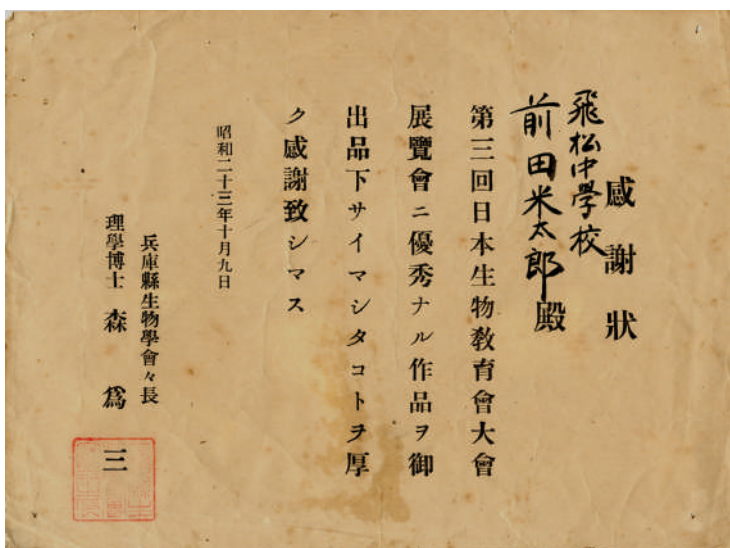 感謝狀
飛松中學校
前田米太郎殿
第三回日本生物教育會大會
展覽會ニ優秀ナル作品ヲ御
出品下サイマシタコトヲ厚
ク感謝致シマス
昭和二十三年十月九日
兵庫縣生物學會々長
理學博士 森爲三